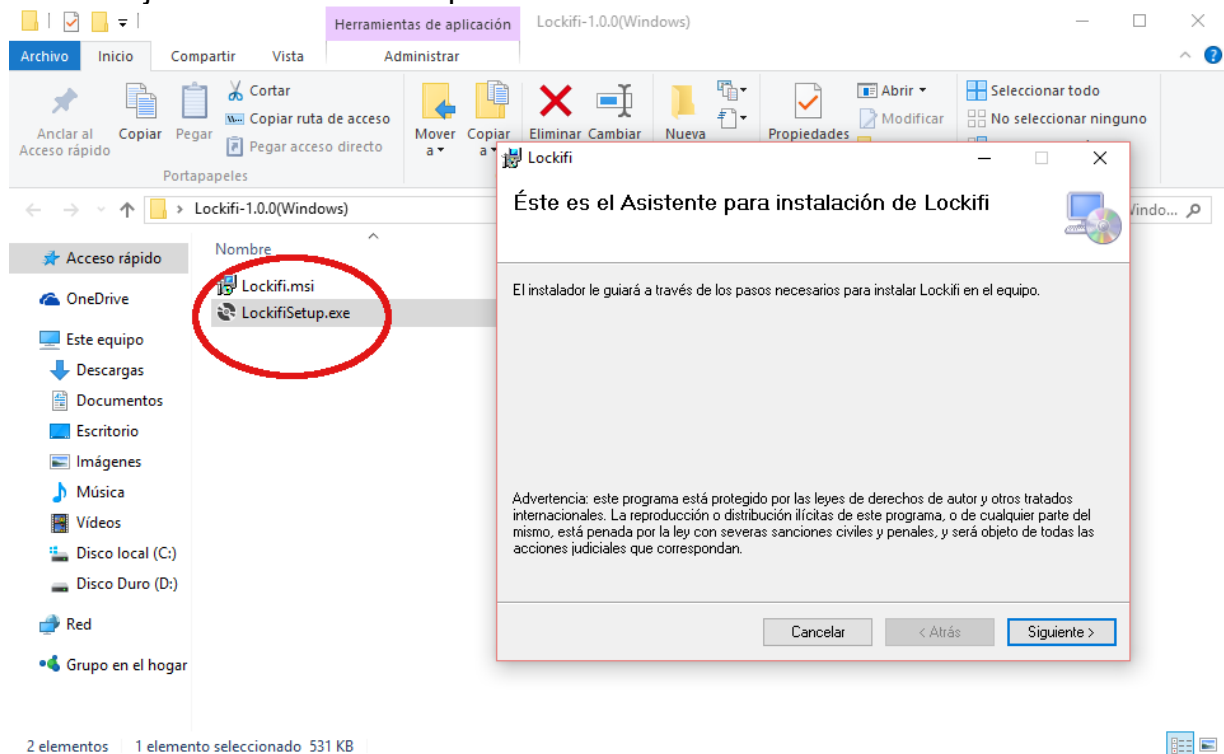 Herramientas de aplicación
Lockifi-1.0.0(Windows)
Archivo
Inicio
Compartir
Vista
Administrar
Anclar al
Acceso rápido
Copiar
Pegar
Cortar
Copiar ruta de acceso
Pegar acceso directo
Portapapeles
Mover
a
Copiar
a
Eliminar
Cambiar
Nueva
Propiedades
Abrir
Modificar
Seleccionar todo
No seleccionar ninguno
Lockifi-1.0.0(Windows)
Acceso rápido
OneDrive
Este equipo
Descargas
Documentos
Escritorio
Imágenes
Música
Vídeos
Disco local (C:)
Disco Duro (D:)
Red
Grupo en el hogar
Nombre
Lockifi.msi
LockifiSetup.exe
Lockifi
Éste es el Asistente para instalación de Lockifi
El instalador le guiará a través de los pasos necesarios para instalar Lockifi en el equipo.
Advertencia: este programa está protegido por las leyes de derechos de autor y otros tratados
internacionales. La reproducción o distribución ilícitas de este programa, o de cualquier parte del
mismo, está penada por la ley con severas sanciones civiles y penales, y será objeto de todas las
acciones judiciales que correspondan.
Cancelar
< Atrás
Siguiente >
2 elementos
1 elemento seleccionado 531 KB